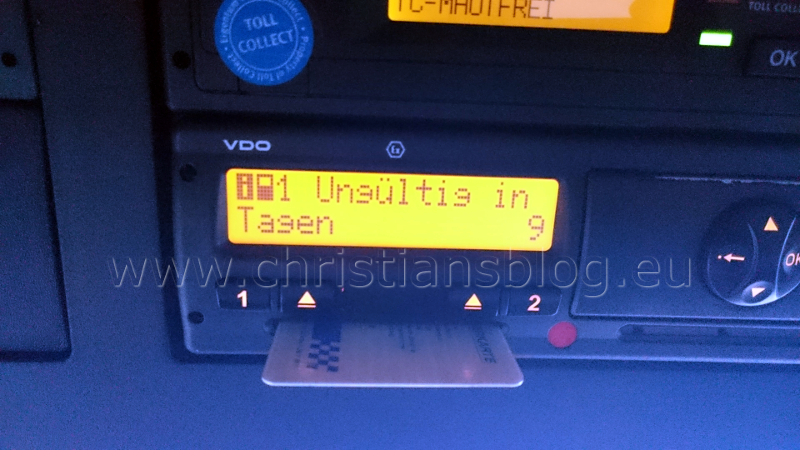 TC-MAUTFREI
TOLL COLLECT
TOLL
COLLECT
OK
VDO
Ex
1 Ungültig in
Tagen 9
www.christiansblog.eu
OK
1
2